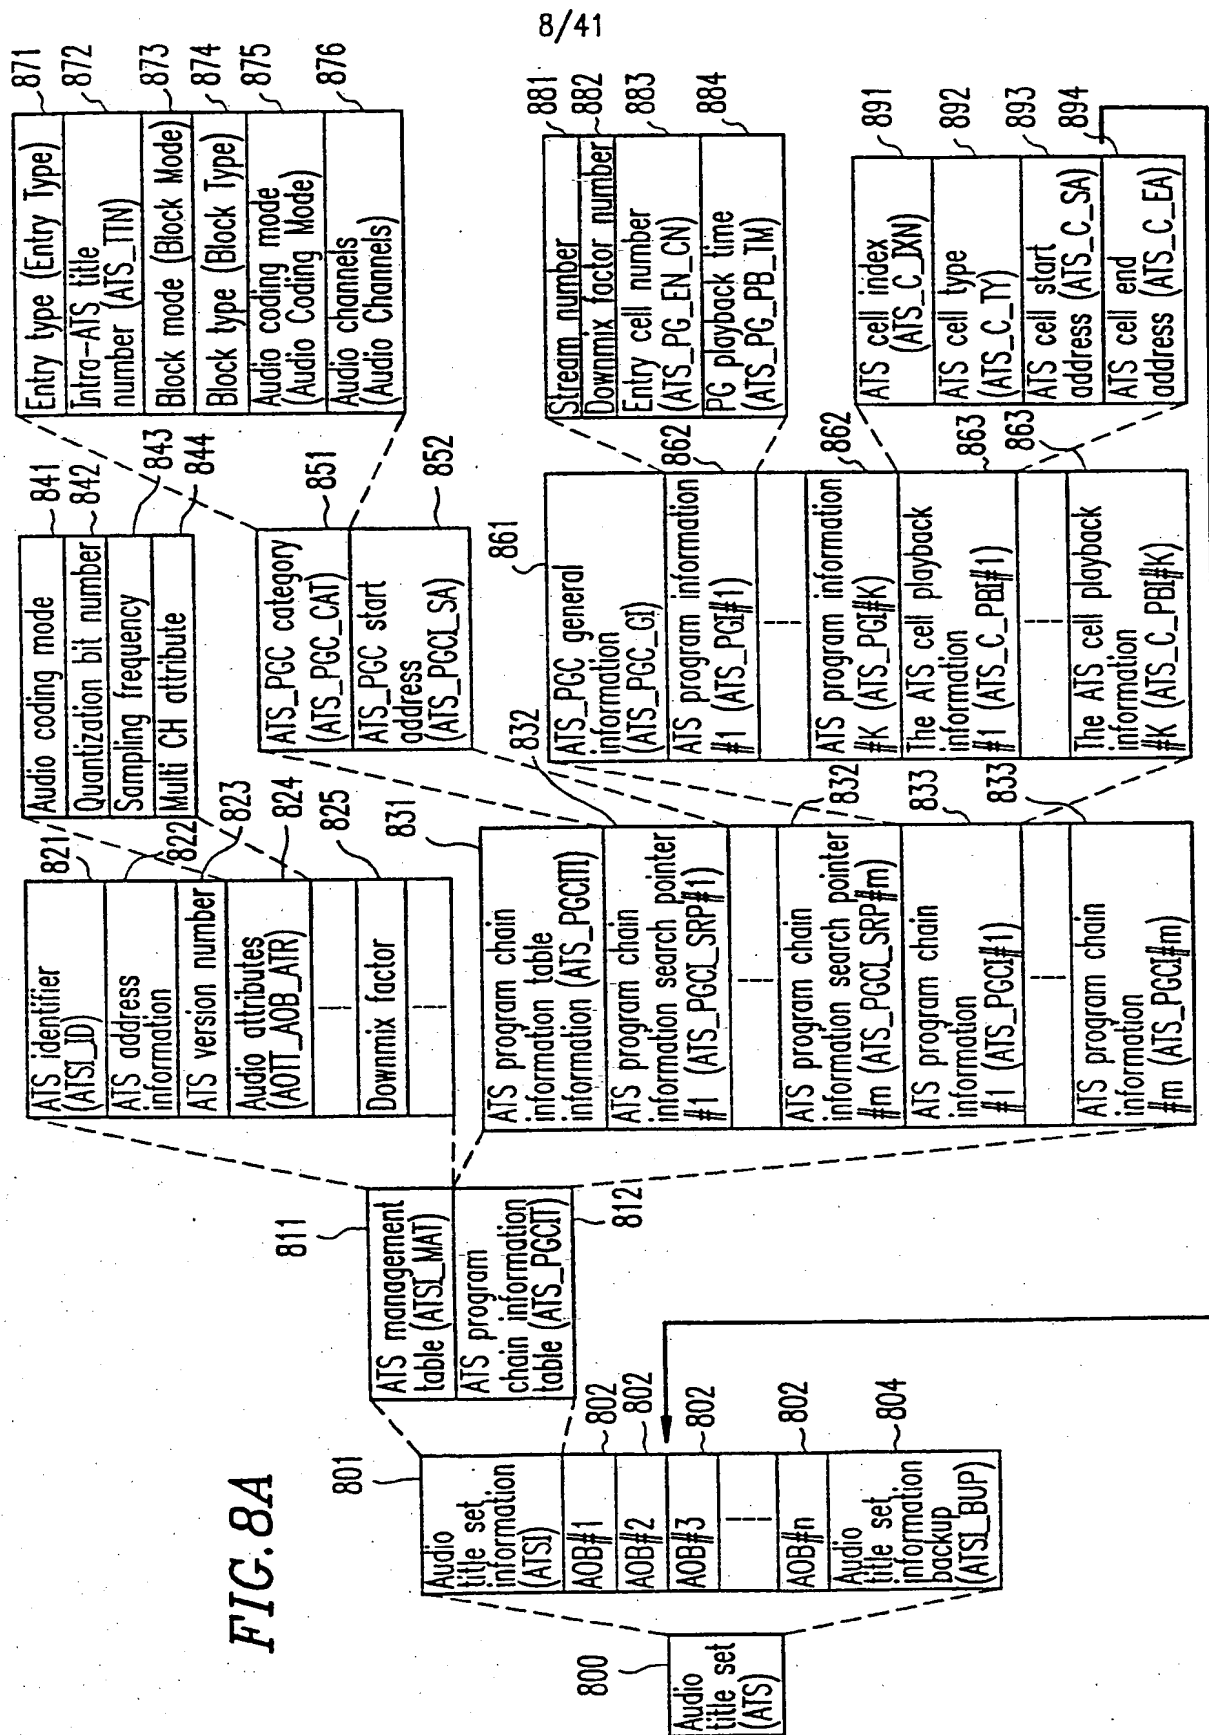 8/41
FIG. 8A
800
Audio
title set
(ATS)
801
Audio
title set
information
(ATSI)
AOB#1
802
AOB#2
802
AOB#3
802
AOB#n
802
Audio
title set
information
backup
(ATSI_BUP)
804
811
ATS management
table (ATSI_MAT)
ATS program
chain information
table (ATS_PGCIT)
812
ATS identifier
(ATSI_ID)
821
ATS address
information
822
ATS version number
823
Audio attributes
(AOTT_AOB_ATR)
824
Downmix factor
825
831
ATS program chain
information table
information (ATS_PGCITI)
ATS program chain
information search pointer
#1 (ATS_PGCI_SRP#1)
832
ATS program chain
information search pointer
#m (ATS_PGCI_SRP#m)
832
ATS program chain
information
#1 (ATS_PGCI#1)
833
ATS program chain
information
#m (ATS_PGCI#m)
833
Audio coding mode
841
Quantization bit number
842
Sampling frequency
843
Multi CH attribute
844
ATS_PGC category
(ATS_PGC_CAT)
851
ATS_PGC start
address
(ATS_PGCI_SA)
852
861
ATS_PGC general
information
(ATS_PGC_GI)
ATS program information
#1 (ATS_PGI#1)
862
ATS program information
#K (ATS_PGI#K)
862
The ATS cell playback
information
#1 (ATS_C_PBI#1)
863
The ATS cell playback
information
#K (ATS_C_PBI#K)
863
Entry type (Entry Type)
871
Intra-ATS title
number (ATS_TTN)
872
Block mode (Block Mode)
873
Block type (Block Type)
874
Audio coding mode
(Audio Coding Mode)
875
Audio channels
(Audio Channels)
876
Stream number
881
Downmix factor number
882
Entry cell number
(ATS_PG_EN_CN)
883
PG playback time
(ATS_PG_PB_TM)
884
ATS cell index
(ATS_C_IXN)
891
ATS cell type
(ATS_C_TY)
892
ATS cell start
address (ATS_C_SA)
893
ATS cell end
address (ATS_C_EA)
894